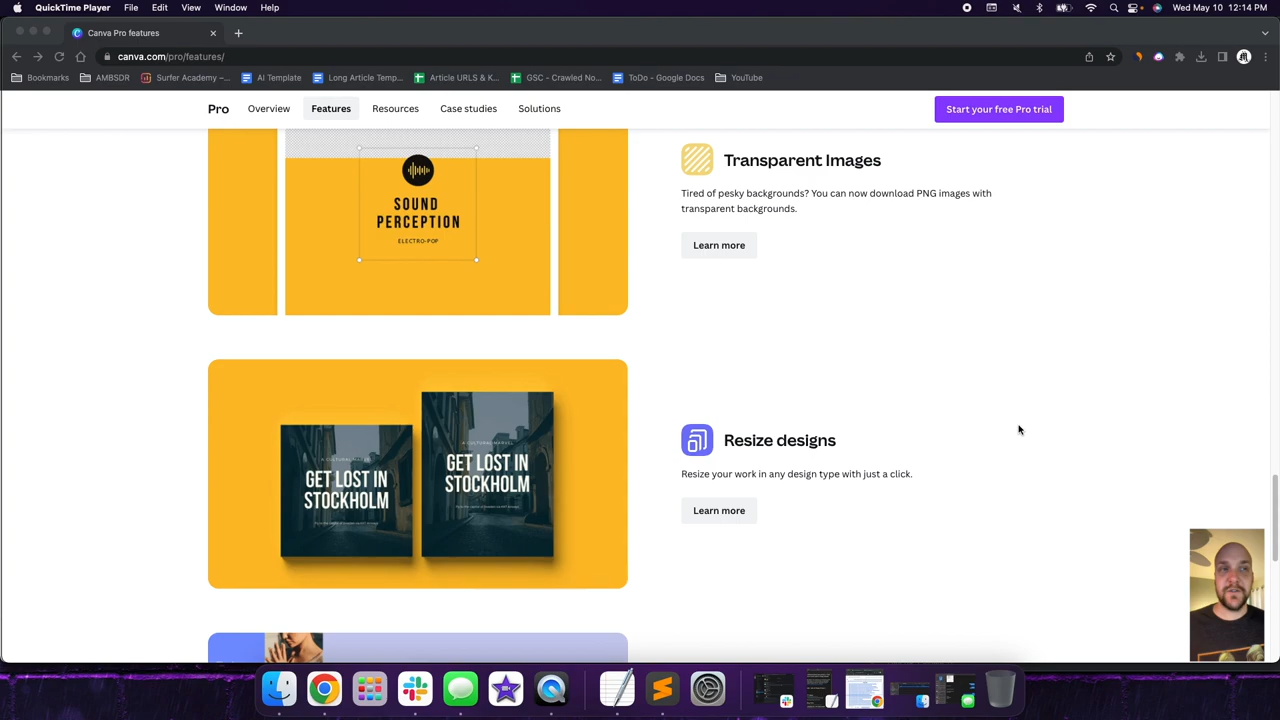 QuickTime Player File Edit View Window Help Wed May 10 12:14 PM
Canva Pro features
canva.com/pro/features/
Bookmarks AMBSDR Surfer Academy –... AI Template Long Article Temp... Article URLS & K... GSC - Crawled No... ToDo - Google Docs YouTube
Pro Overview Features Resources Case studies Solutions Start your free Pro trial
SOUND
PERCEPTION
ELECTRO-POP
Transparent Images
Tired of pesky backgrounds? You can now download PNG images with
transparent backgrounds.
Learn more
A CULTURAL MARVEL
GET LOST IN
STOCKHOLM
A CULTURAL MARVEL
GET LOST IN
STOCKHOLM
Resize designs
Resize your work in any design type with just a click.
Learn more